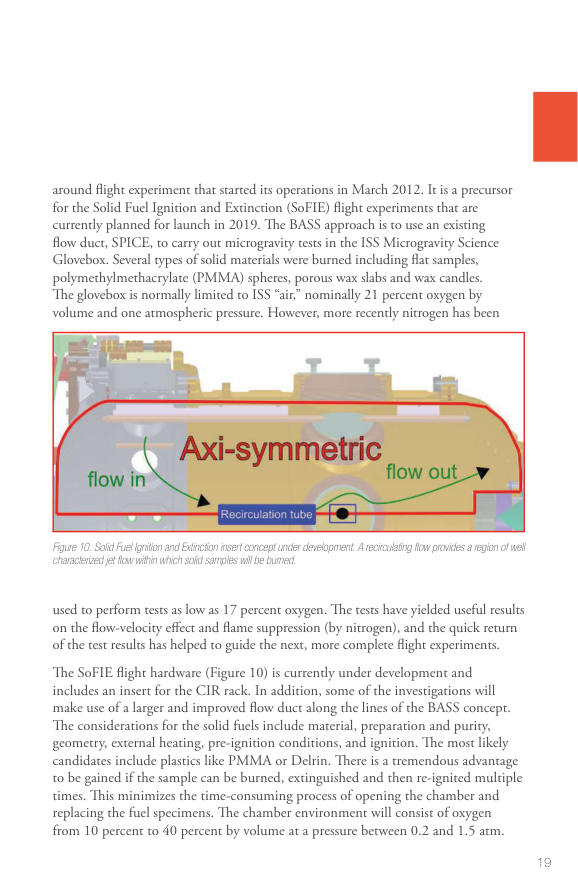 around flight experiment that started its operations in March 2012. It is a precursor
for the Solid Fuel Ignition and Extinction (SoFIE) flight experiments that are
currently planned for launch in 2019. The BASS approach is to use an existing
flow duct, SPICE, to carry out microgravity tests in the ISS Microgravity Science
Glovebox. Several types of solid materials were burned including flat samples,
polymethylmethacrylate (PMMA) spheres, porous wax slabs and wax candles.
The glovebox is normally limited to ISS “air,” nominally 21 percent oxygen by
volume and one atmospheric pressure. However, more recently nitrogen has been
Axi-symmetric
flow in
flow out
Recirculation tube
Figure 10. Solid Fuel Ignition and Extinction insert concept under development. A recirculating flow provides a region of well
characterized jet flow within which solid samples will be burned.
used to perform tests as low as 17 percent oxygen. The tests have yielded useful results
on the flow-velocity effect and flame suppression (by nitrogen), and the quick return
of the test results has helped to guide the next, more complete flight experiments.
The SoFIE flight hardware (Figure 10) is currently under development and
includes an insert for the CIR rack. In addition, some of the investigations will
make use of a larger and improved flow duct along the lines of the BASS concept.
The considerations for the solid fuels include material, preparation and purity,
geometry, external heating, pre-ignition conditions, and ignition. The most likely
candidates include plastics like PMMA or Delrin. There is a tremendous advantage
to be gained if the sample can be burned, extinguished and then re-ignited multiple
times. This minimizes the time-consuming process of opening the chamber and
replacing the fuel specimens. The chamber environment will consist of oxygen
from 10 percent to 40 percent by volume at a pressure between 0.2 and 1.5 atm.
19